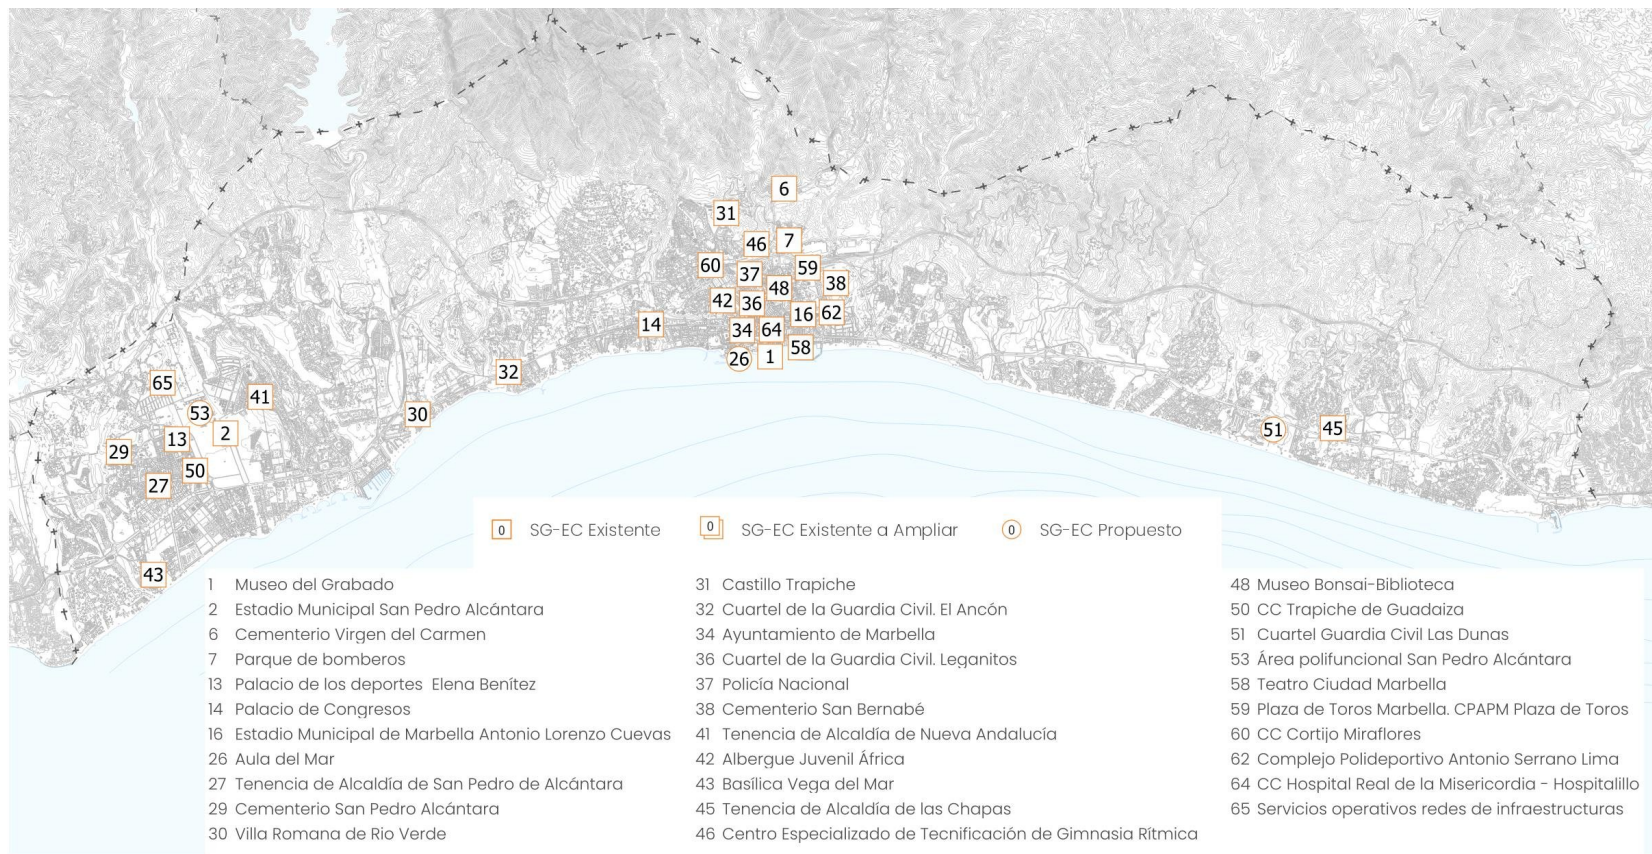 6
31
46
7
60
37
59
48
38
42
36
16
62
14
34
64
58
26
1
32
65
41
53
30
2
13
51
45
29
50
27
43
0 SG-EC Existente
0 SG-EC Existente a Ampliar
0 SG-EC Propuesto
1 Museo del Grabado
2 Estadio Municipal San Pedro Alcántara
6 Cementerio Virgen del Carmen
7 Parque de bomberos
13 Palacio de los deportes Elena Benítez
14 Palacio de Congresos
16 Estadio Municipal de Marbella Antonio Lorenzo Cuevas
26 Aula del Mar
27 Tenencia de Alcaldía de San Pedro de Alcántara
29 Cementerio San Pedro Alcántara
30 Villa Romana de Rio Verde
31 Castillo Trapiche
32 Cuartel de la Guardia Civil. El Ancón
34 Ayuntamiento de Marbella
36 Cuartel de la Guardia Civil. Leganitos
37 Policía Nacional
38 Cementerio San Bernabé
41 Tenencia de Alcaldía de Nueva Andalucía
42 Albergue Juvenil África
43 Basílica Vega del Mar
45 Tenencia de Alcaldía de las Chapas
46 Centro Especializado de Tecnificación de Gimnasia Rítmica
48 Museo Bonsai-Biblioteca
50 CC Trapiche de Guadaiza
51 Cuartel Guardia Civil Las Dunas
53 Área polifuncional San Pedro Alcántara
58 Teatro Ciudad Marbella
59 Plaza de Toros Marbella. CPAPM Plaza de Toros
60 CC Cortijo Miraflores
62 Complejo Polideportivo Antonio Serrano Lima
64 CC Hospital Real de la Misericordia - Hospitalillo
65 Servicios operativos redes de infraestructuras